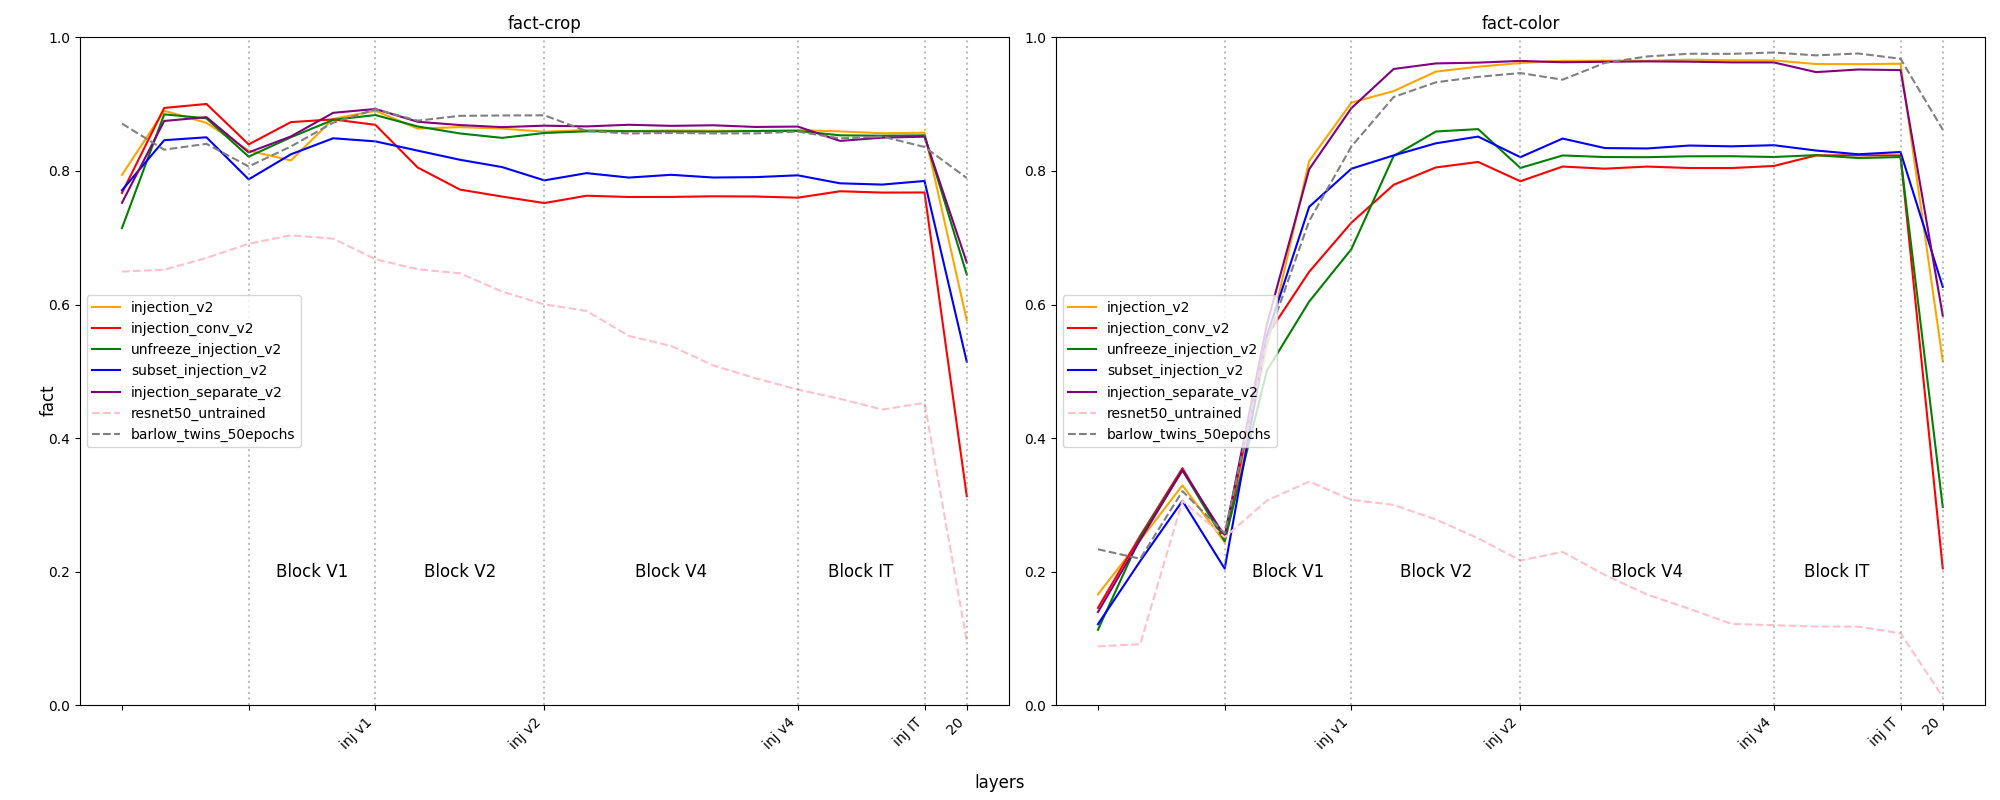 fact-crop
1.0
0.8
0.6
0.4
0.2
0.0
fact
injection_v2
injection_conv_v2
unfreeze_injection_v2
subset_injection_v2
injection_separate_v2
resnet50_untrained
barlow_twins_50epochs
Block V1
Block V2
Block V4
Block IT
inj v1
inj v2
inj v4
inj IT
20
fact-color
1.0
0.8
0.6
0.4
0.2
0.0
injection_v2
injection_conv_v2
unfreeze_injection_v2
subset_injection_v2
injection_separate_v2
resnet50_untrained
barlow_twins_50epochs
Block V1
Block V2
Block V4
Block IT
inj v1
inj v2
inj v4
inj IT
20
layers